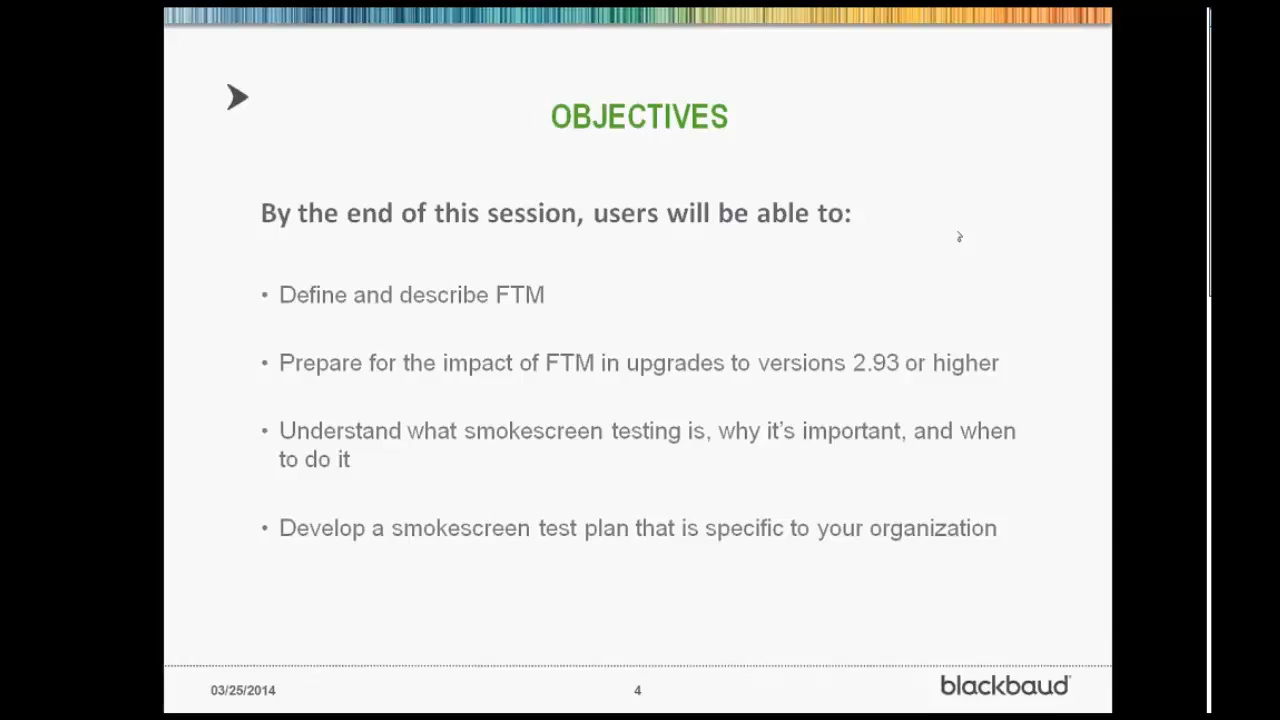 OBJECTIVES
By the end of this session, users will be able to:
• Define and describe FTM
• Prepare for the impact of FTM in upgrades to versions 2.93 or higher
• Understand what smokescreen testing is, why it’s important, and when
to do it
• Develop a smokescreen test plan that is specific to your organization
03/25/2014
4
blackbaud